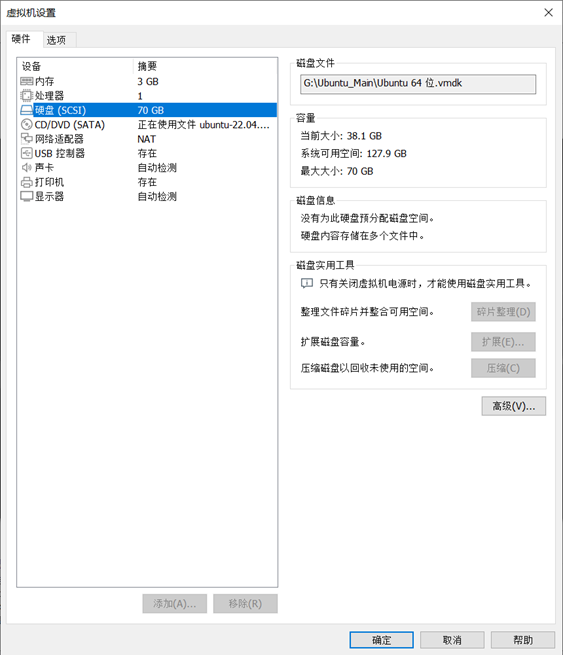 虚拟机设置
硬件 选项
设备 摘要
内存 3 GB
处理器 1
硬盘 (SCSI) 70 GB
CD/DVD (SATA) 正在使用文件 ubuntu-22.04....
网络适配器 NAT
USB 控制器 存在
声卡 自动检测
打印机 存在
显示器 自动检测
添加(A)... 移除(R)
磁盘文件
G:\Ubuntu_Main\Ubuntu 64 位.vmdk
容量
当前大小: 38.1 GB
系统可用空间: 127.9 GB
最大大小: 70 GB
磁盘信息
没有为此硬盘预分配磁盘空间。
硬盘内容存储在多个文件中。
磁盘实用工具
只有关闭虚拟机电源时，才能使用磁盘实用工具。
整理文件碎片并整合可用空间。 碎片整理(D)
扩展磁盘容量。 扩展(E)...
压缩磁盘以回收未使用的空间。 压缩(C)
高级(V)...
确定 取消 帮助